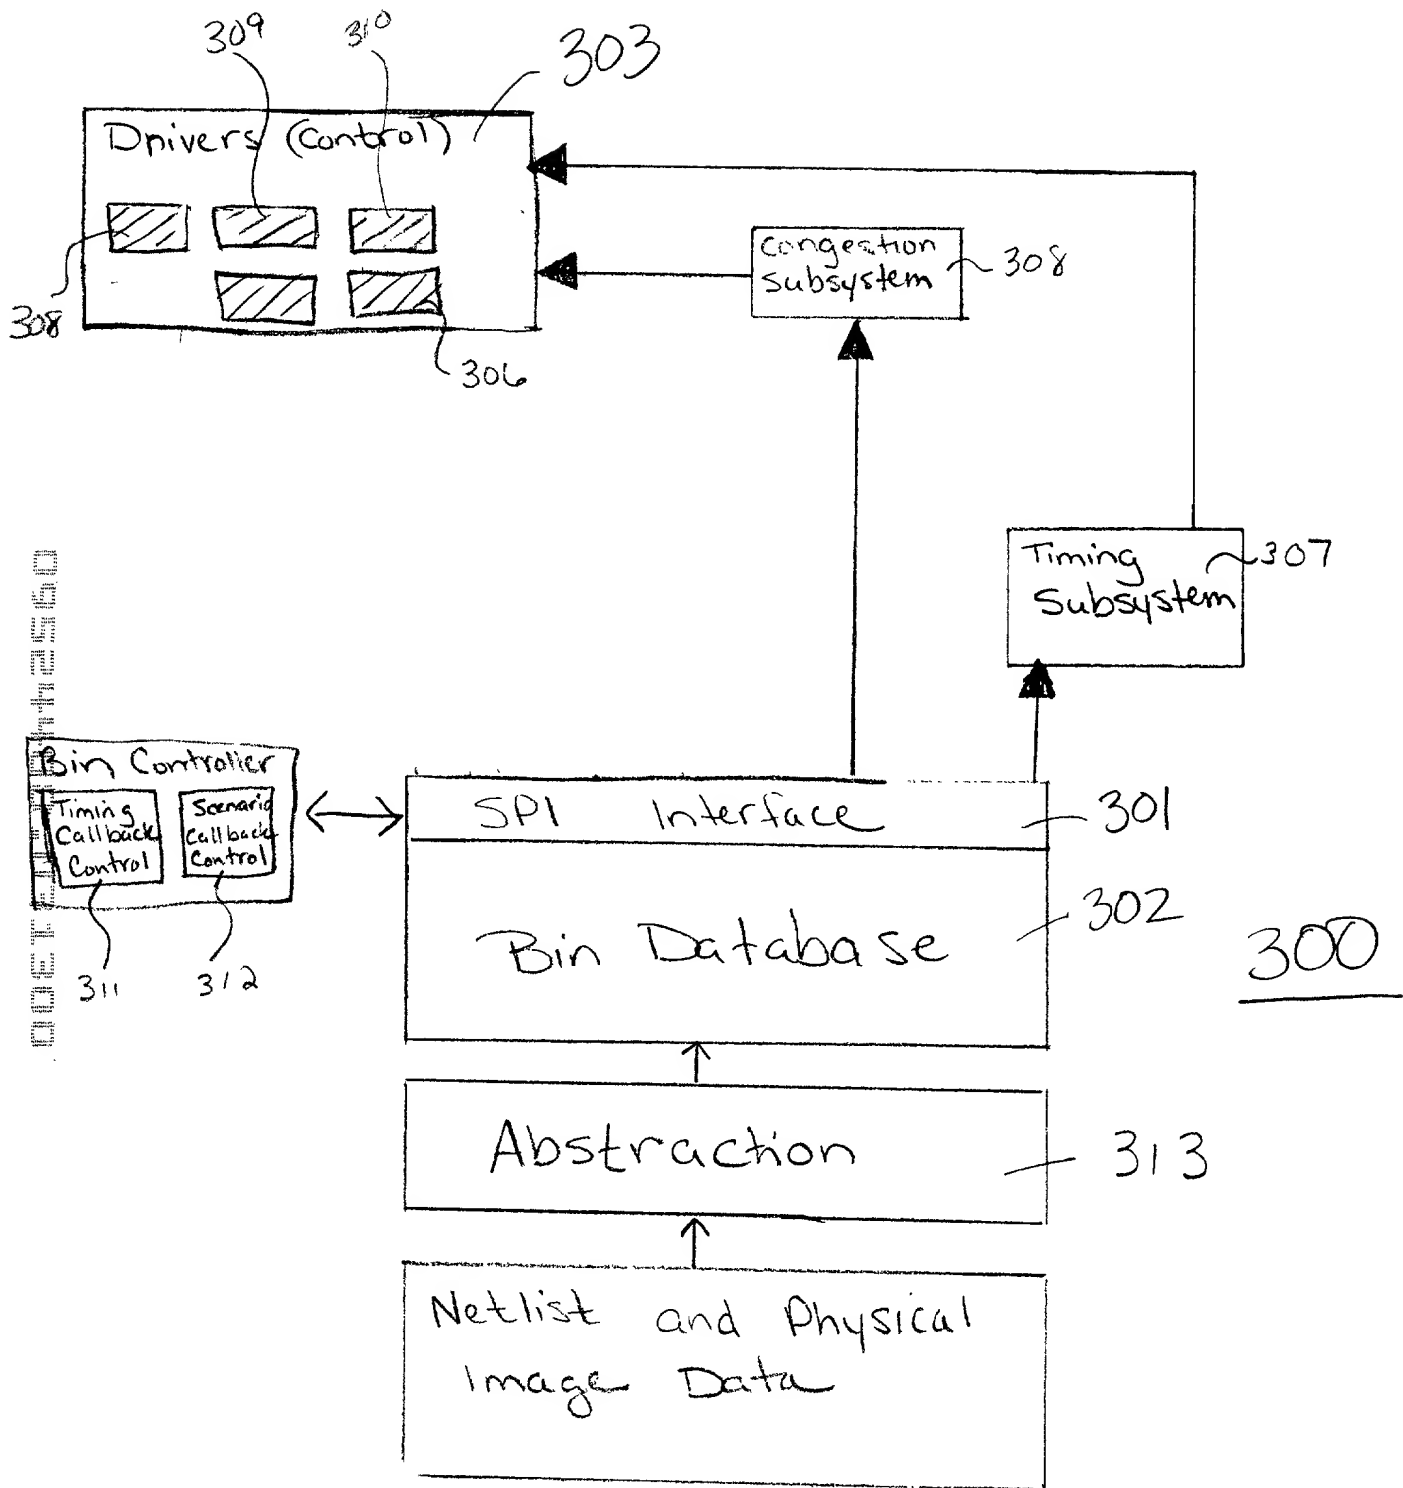 309
310
303
Drivers (Control)
308
306
Congestion
Subsystem
308
Timing
Subsystem
307
Bin Controller
Timing
Callback
Control
Scenario
Callback
Control
311
312
SPI Interface
301
Bin Database
302
300
Abstraction
313
Netlist and Physical
Image Data